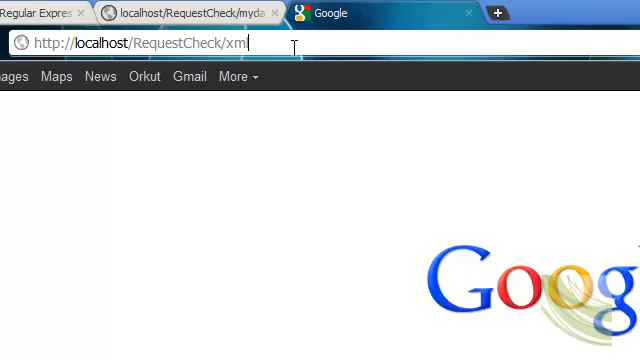 Regular Expres
localhost/RequestCheck/myda
Google
http://localhost/RequestCheck/xml
ages Maps News Orkut Gmail More
Goog